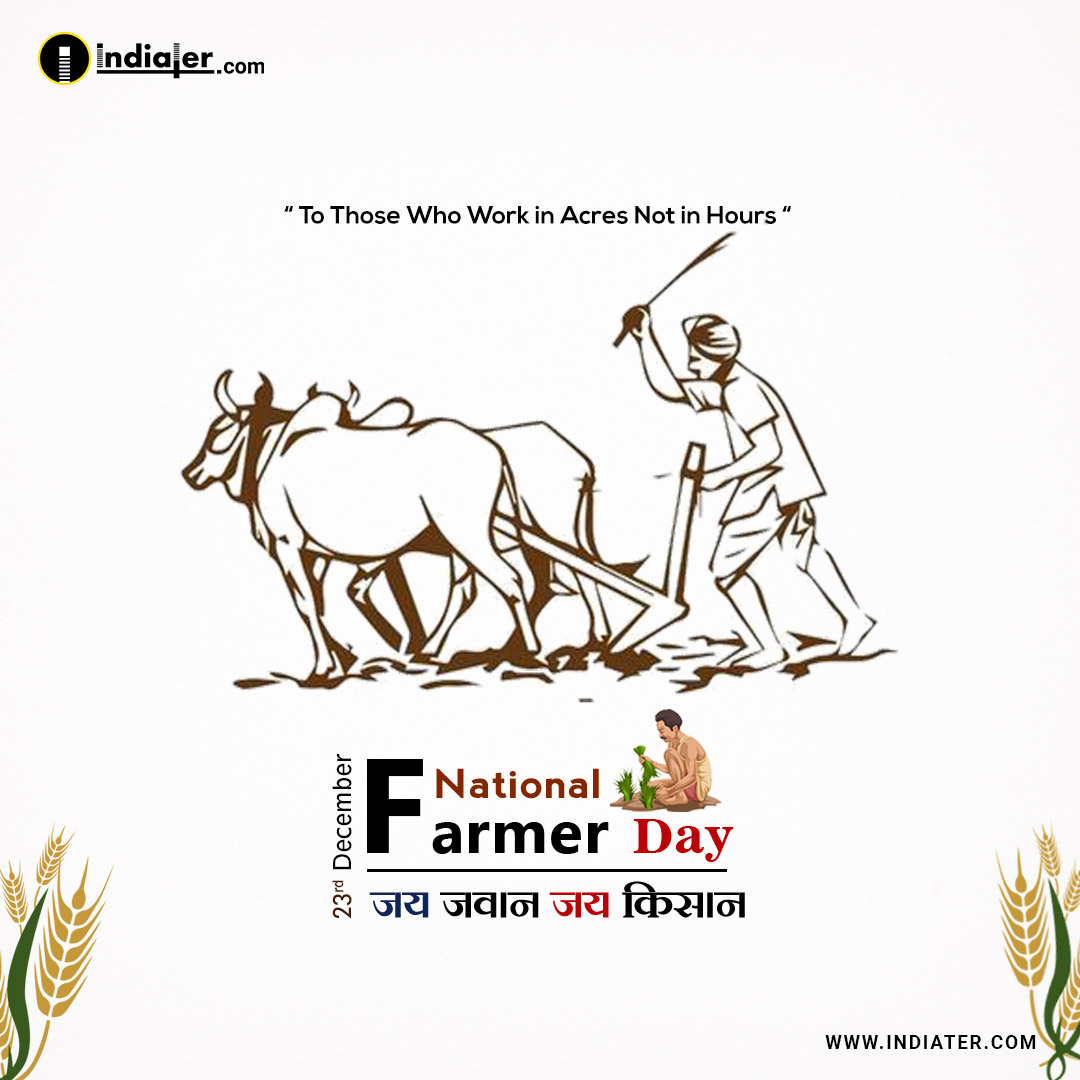 Indiater.com
“ To Those Who Work in Acres Not in Hours “
23rd December
National
Farmer Day
जय जवान जय किसान
WWW.INDIATER.COM